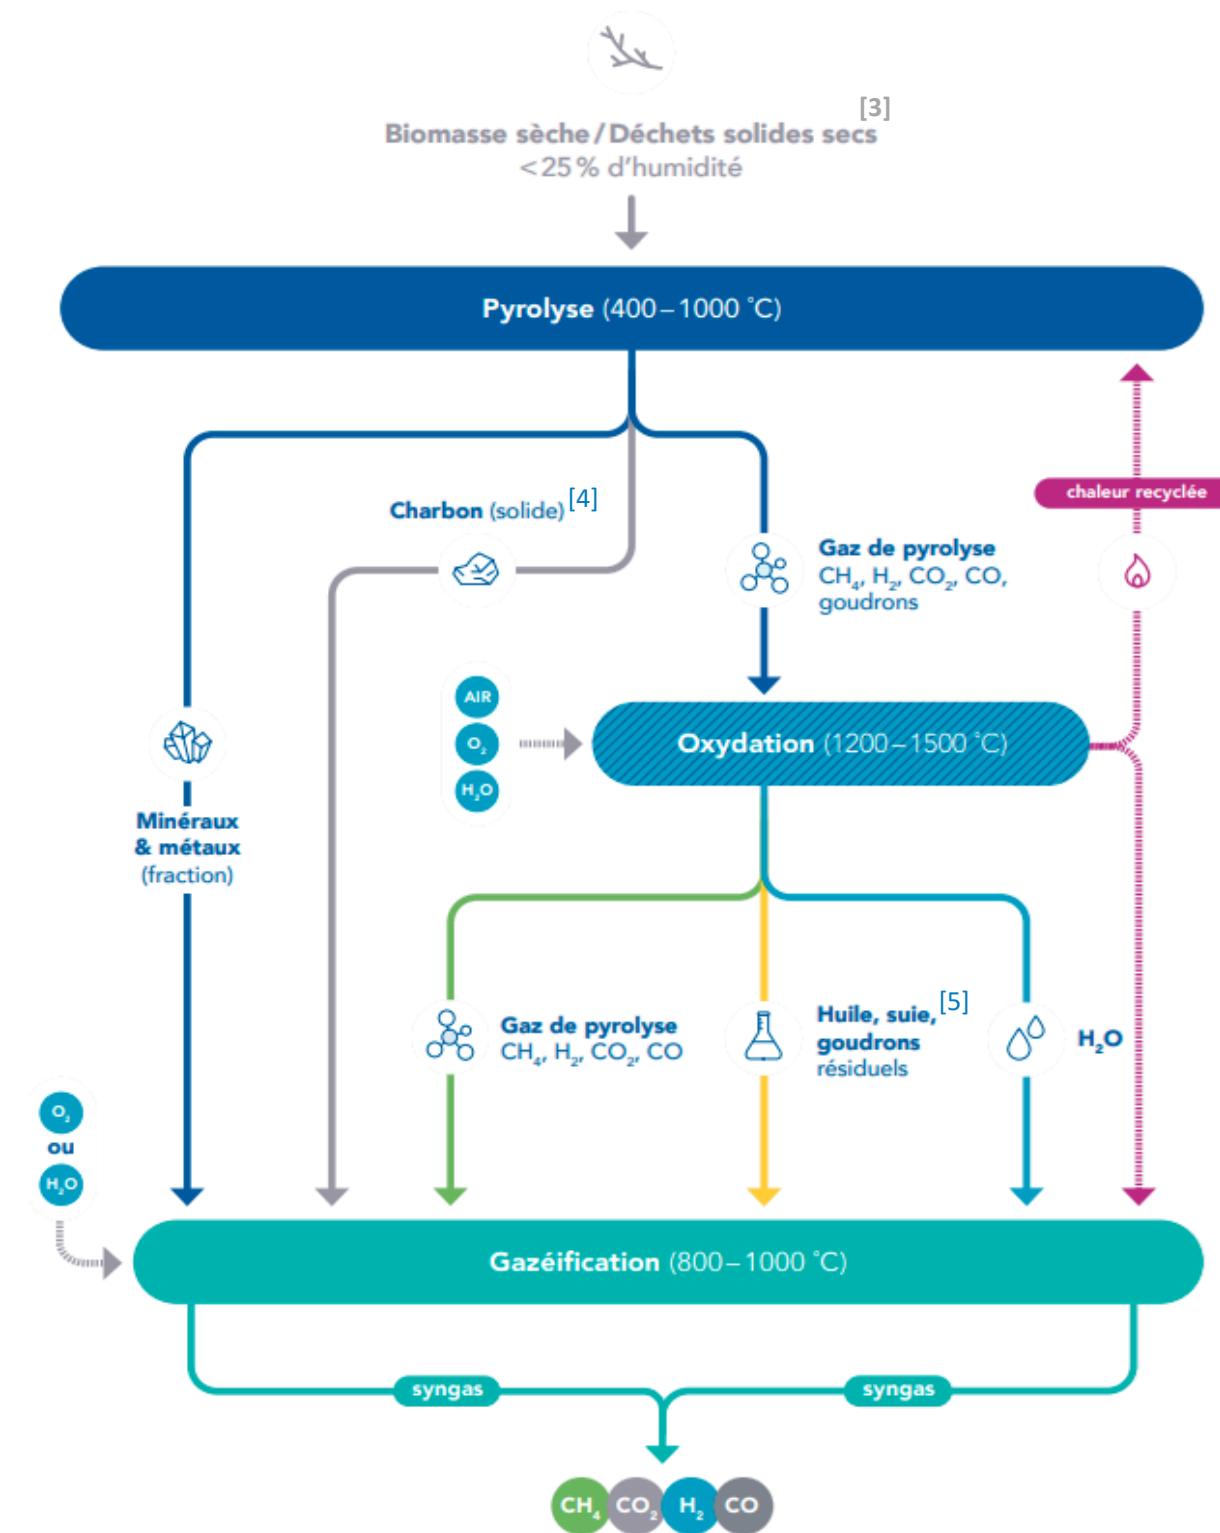 [3]
Biomasse sèche / Déchets solides secs
< 25 % d'humidité
Pyrolyse (400 – 1000 °C)
chaleur recyclée
Charbon (solide) [4]
Gaz de pyrolyse
CH₄, H₂, CO₂, CO,
goudrons
AIR
O₂
H₂O
Oxydation (1200 – 1500 °C)
Minéraux
& métaux
(fraction)
Gaz de pyrolyse
CH₄, H₂, CO₂, CO
Huile, suie, [5]
goudrons
résiduels
H₂O
O₂
ou
H₂O
Gazéification (800 – 1000 °C)
syngas
syngas
CH₄ CO₂ H₂ CO